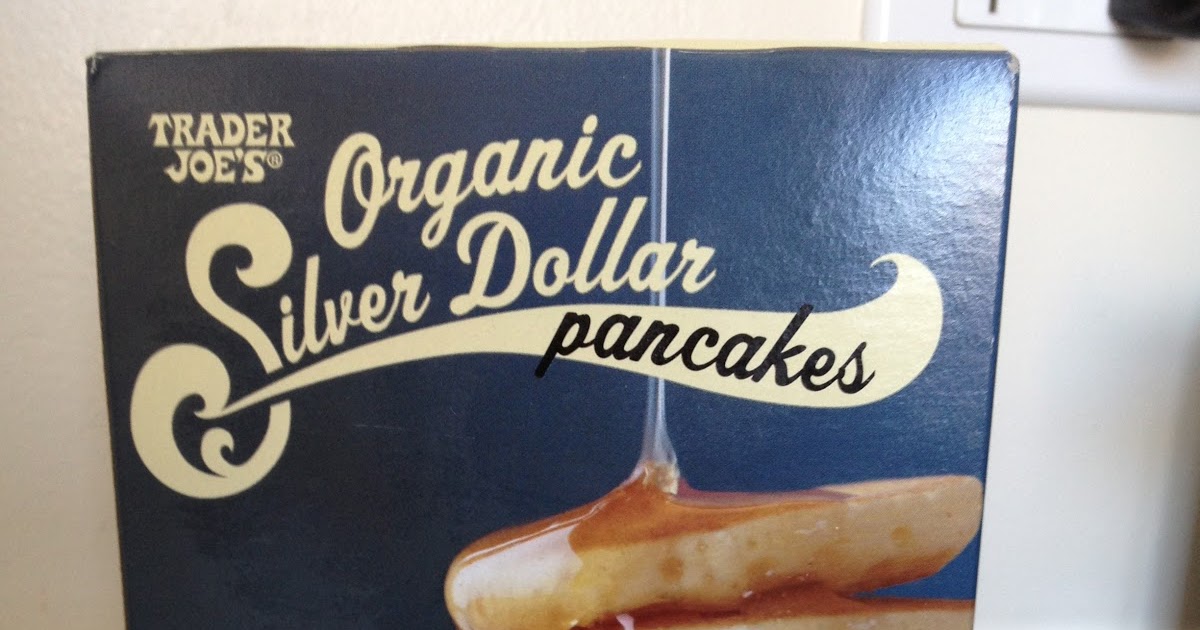 TRADER
JOE'S®
Organic
Silver Dollar
pancakes